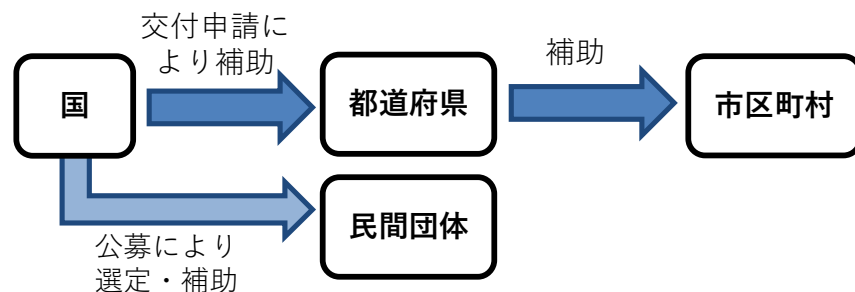 交付申請に
より補助
補助
国
都道府県
市区町村
民間団体
公募により
選定・補助